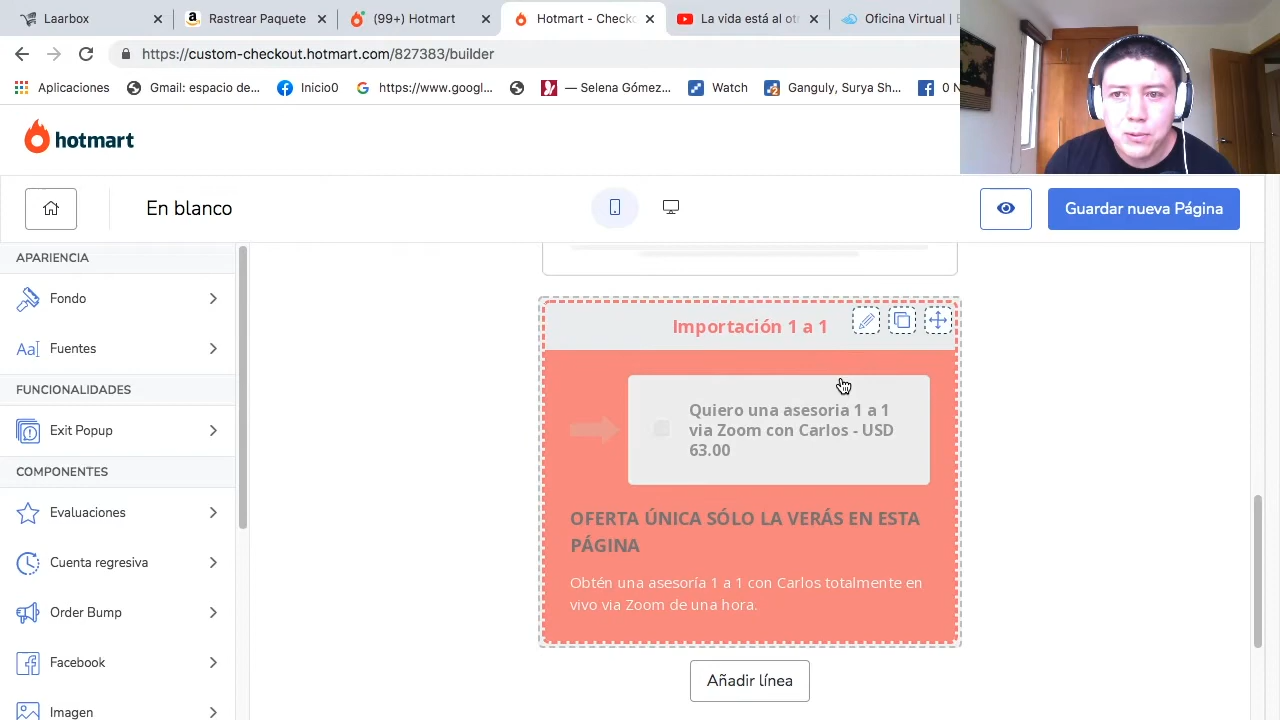 Laarbox
Rastrear Paquete
(99+) Hotmart
Hotmart - Checko
La vida está al ot
Oficina Virtual |
https://custom-checkout.hotmart.com/827383/builder
Aplicaciones
Gmail: espacio de...
Inicio0
https://www.googl...
— Selena Gómez...
Watch
Ganguly, Surya Sh...
0 N
hotmart
En blanco
Guardar nueva Página
APARIENCIA
Fondo
Fuentes
FUNCIONALIDADES
Exit Popup
COMPONENTES
Evaluaciones
Cuenta regresiva
Order Bump
Facebook
Imagen
Importación 1 a 1
Quiero una asesoria 1 a 1
via Zoom con Carlos - USD
63.00
OFERTA ÚNICA SÓLO LA VERÁS EN ESTA
PÁGINA
Obtén una asesoría 1 a 1 con Carlos totalmente en
vivo via Zoom de una hora.
Añadir línea